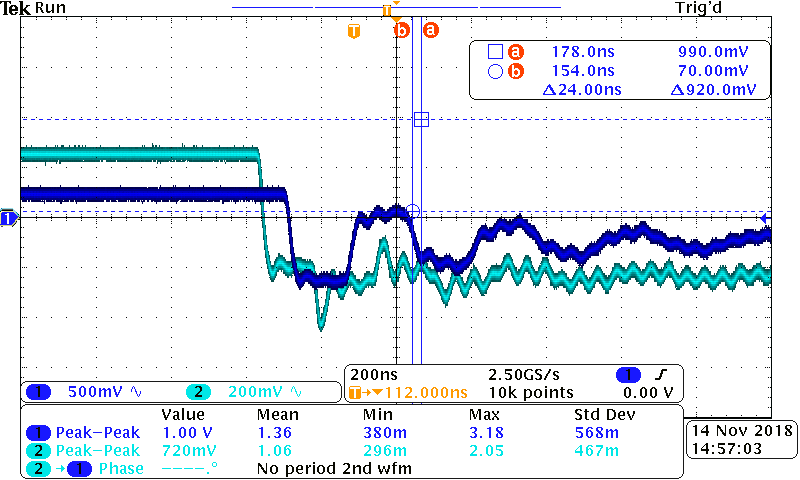 Tek Run Trig'd
T
T b a
a 178.0ns 990.0mV
b 154.0ns 70.00mV
Δ24.00ns Δ920.0mV
1
200ns 2.50GS/s 1
1 500mV 2 200mV T→▼112.000ns 10k points 0.00 V
Value Mean Min Max Std Dev
1 Peak–Peak 1.00 V 1.36 380m 3.18 568m
2 Peak–Peak 720mV 1.06 296m 2.05 467m
2 →1 Phase ––––.° No period 2nd wfm
14 Nov 2018
14:57:03